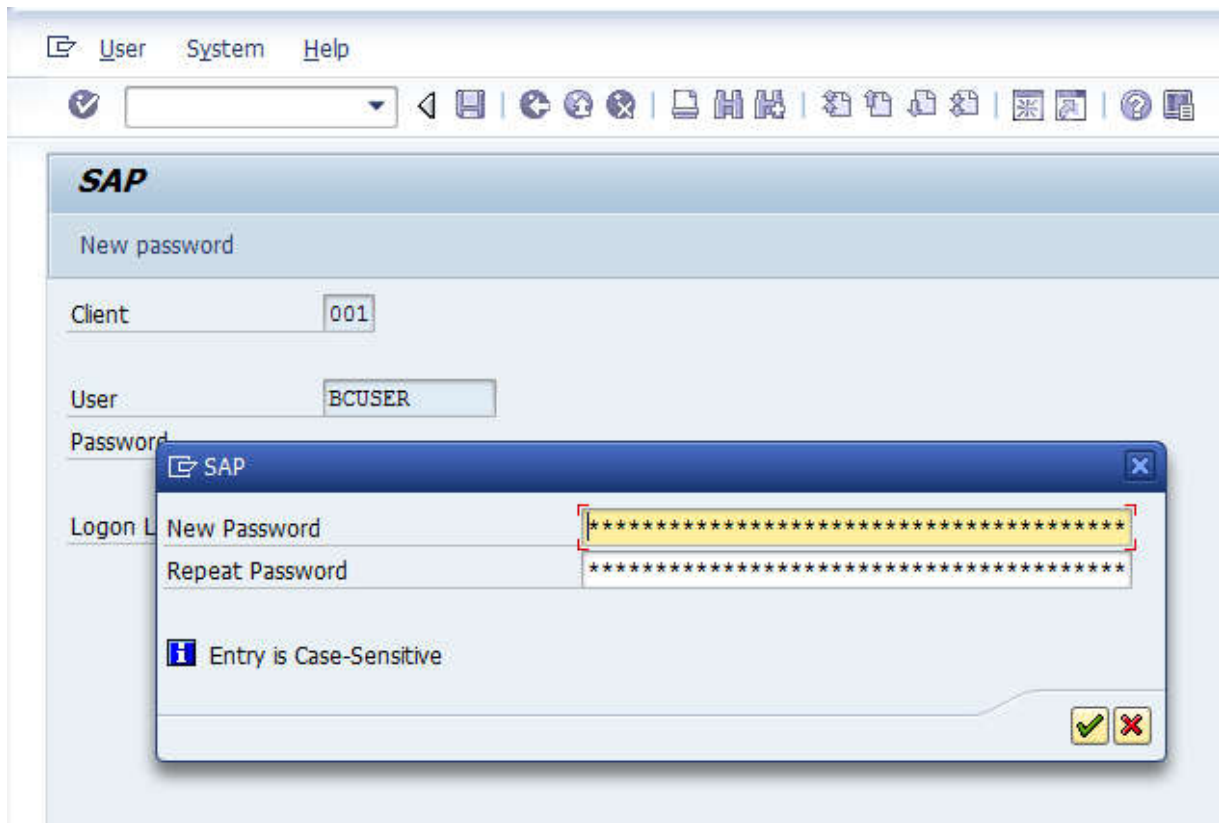 User System Help
SAP
New password
Client 001
User BCUSER
Password
Logon L
SAP
New Password ****************************************
Repeat Password ****************************************
Entry is Case-Sensitive